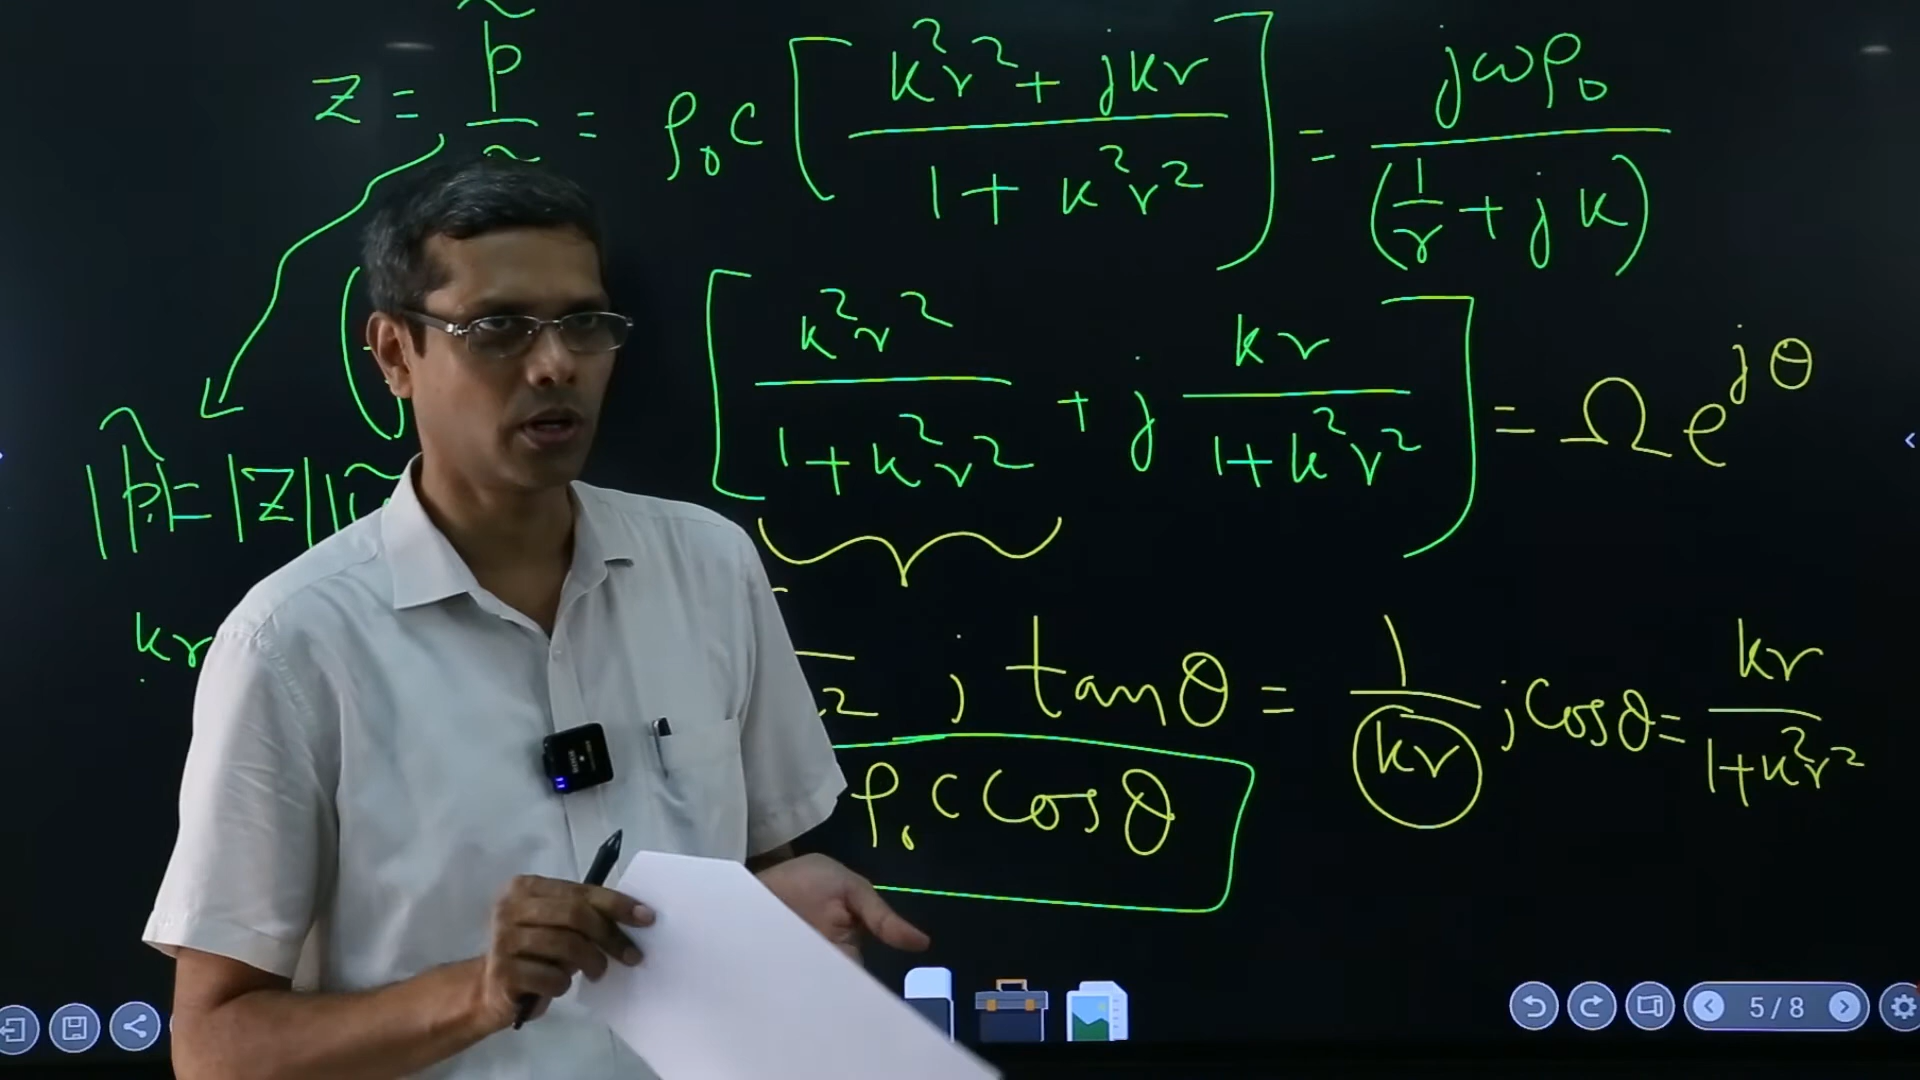 Z = p̃/~ = ρ₀c [ (k²r² + jkr) / (1 + k²r²) ] = jωρ₀ / (1/r + jk)
[ k²r² / (1 + k²r²) + j kr / (1 + k²r²) ] = Ω e^{jθ}
|p̃| = |Z| |
kr
; tanθ = 1/kr ; cosθ = kr / (1 + k²r²)
ρ₀ c cosθ
5 / 8